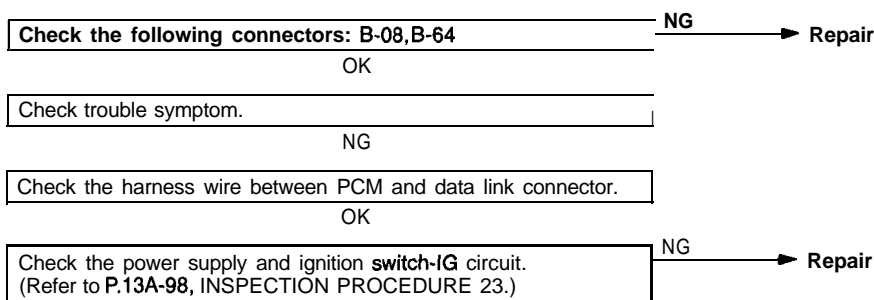 Check the following connectors: B-08,B-64
NG
Repair
OK
Check trouble symptom.
NG
Check the harness wire between PCM and data link connector.
OK
Check the power supply and ignition switch-IG circuit.
(Refer to P.13A-98, INSPECTION PROCEDURE 23.)
NG
Repair